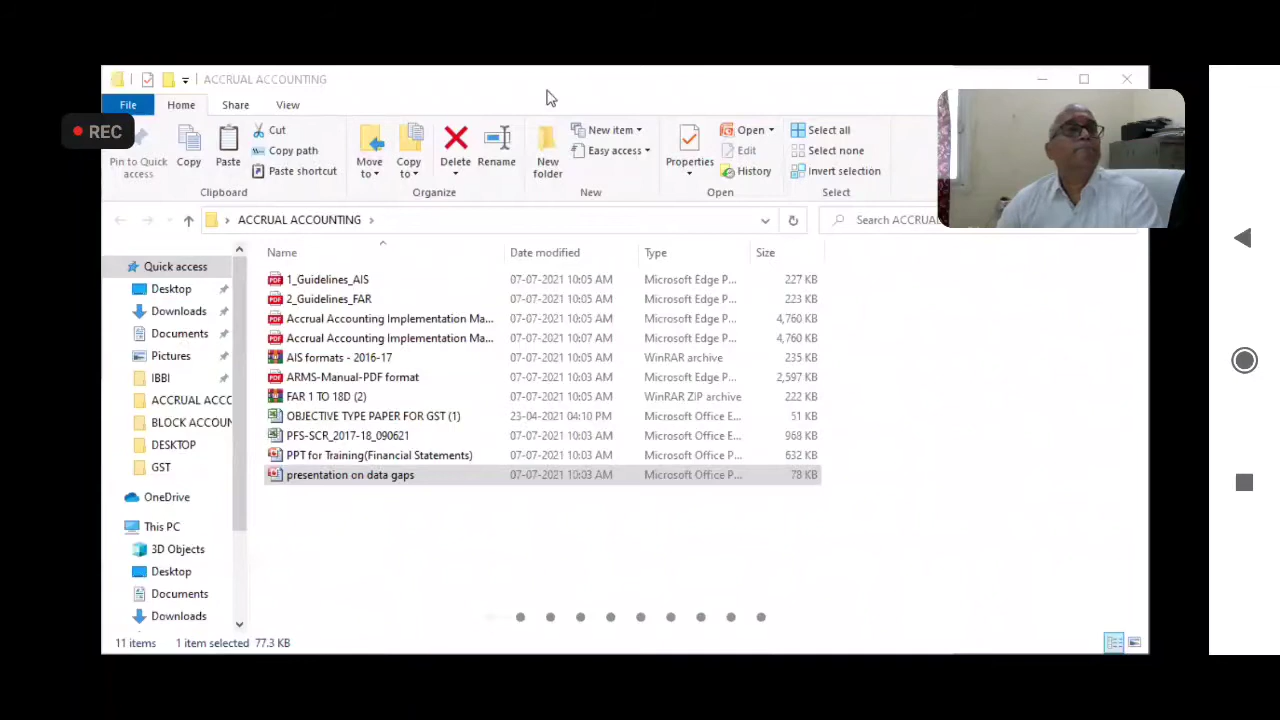 ACCRUAL ACCOUNTING
File Home Share View
REC
Pin to Quick access
Copy
Paste
Cut
Copy path
Paste shortcut
Clipboard
Move to
Copy to
Delete
Rename
Organize
New folder
New item
Easy access
New
Properties
Open
Edit
History
Open
Select all
Select none
Invert selection
Select
ACCRUAL ACCOUNTING
Search ACCRUA
Name Date modified Type Size
1_Guidelines_AIS 07-07-2021 10:05 AM Microsoft Edge P... 227 KB
2_Guidelines_FAR 07-07-2021 10:05 AM Microsoft Edge P... 223 KB
Accrual Accounting Implementation Ma... 07-07-2021 10:05 AM Microsoft Edge P... 4,760 KB
Accrual Accounting Implementation Ma... 07-07-2021 10:07 AM Microsoft Edge P... 4,760 KB
AIS formats - 2016-17 07-07-2021 10:05 AM WinRAR archive 235 KB
ARMS-Manual-PDF format 07-07-2021 10:03 AM Microsoft Edge P... 2,597 KB
FAR 1 TO 18D (2) 07-07-2021 10:05 AM WinRAR ZIP archive 222 KB
OBJECTIVE TYPE PAPER FOR GST (1) 23-04-2021 04:10 PM Microsoft Office E... 51 KB
PFS-SCR_2017-18_090621 07-07-2021 10:03 AM Microsoft Office E... 968 KB
PPT for Training(Financial Statements) 07-07-2021 10:03 AM Microsoft Office P... 632 KB
presentation on data gaps 07-07-2021 10:03 AM Microsoft Office P... 78 KB
Quick access
Desktop
Downloads
Documents
Pictures
IBBI
ACCRUAL ACCC
BLOCK ACCOUN
DESKTOP
GST
OneDrive
This PC
3D Objects
Desktop
Documents
Downloads
11 items 1 item selected 77.3 KB